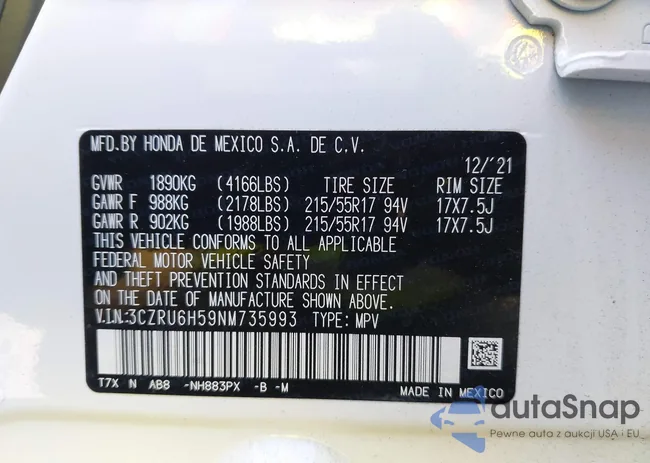 MFD.BY HONDA DE MEXICO S.A. DE C.V.
12/'21
GVWR 1890KG (4166LBS) TIRE SIZE RIM SIZE
GAWR F 988KG (2178LBS) 215/55R17 94V 17X7.5J
GAWR R 902KG (1988LBS) 215/55R17 94V 17X7.5J
THIS VEHICLE CONFORMS TO ALL APPLICABLE
FEDERAL MOTOR VEHICLE SAFETY
AND THEFT PREVENTION STANDARDS IN EFFECT
ON THE DATE OF MANUFACTURE SHOWN ABOVE.
V.I.N:3CZRU6H59NM735993 TYPE: MPV
T7X N AB8 -NH883PX -B -M
MADE IN MEXICO
autaSnap
Pewne auta z aukcji USA i EU